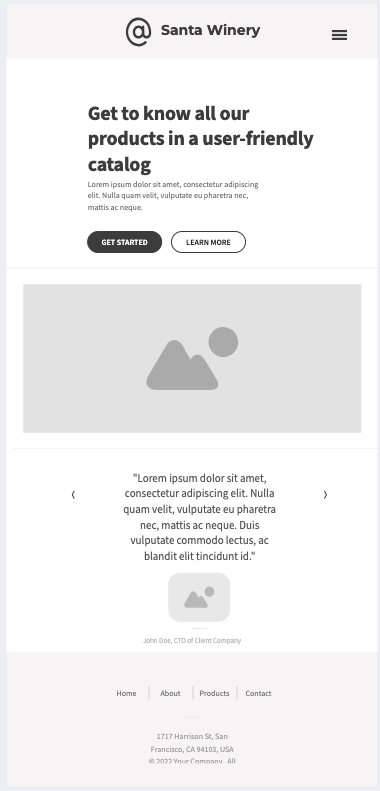 @ Santa Winery
Get to know all our
products in a user-friendly
catalog
Lorem ipsum dolor sit amet, consectetur adipiscing
elit. Nulla quam velit, vulputate eu pharetra nec,
mattis ac neque.
GET STARTED LEARN MORE
"Lorem ipsum dolor sit amet,
consectetur adipiscing elit. Nulla
quam velit, vulputate eu pharetra
nec, mattis ac neque. Duis
vulputate commodo lectus, ac
blandit elit tincidunt id."
John Doe, CTO of Client Company
Home About Products Contact
1717 Harrison St, San
Francisco, CA 94103, USA
© 2022 Your Company. All